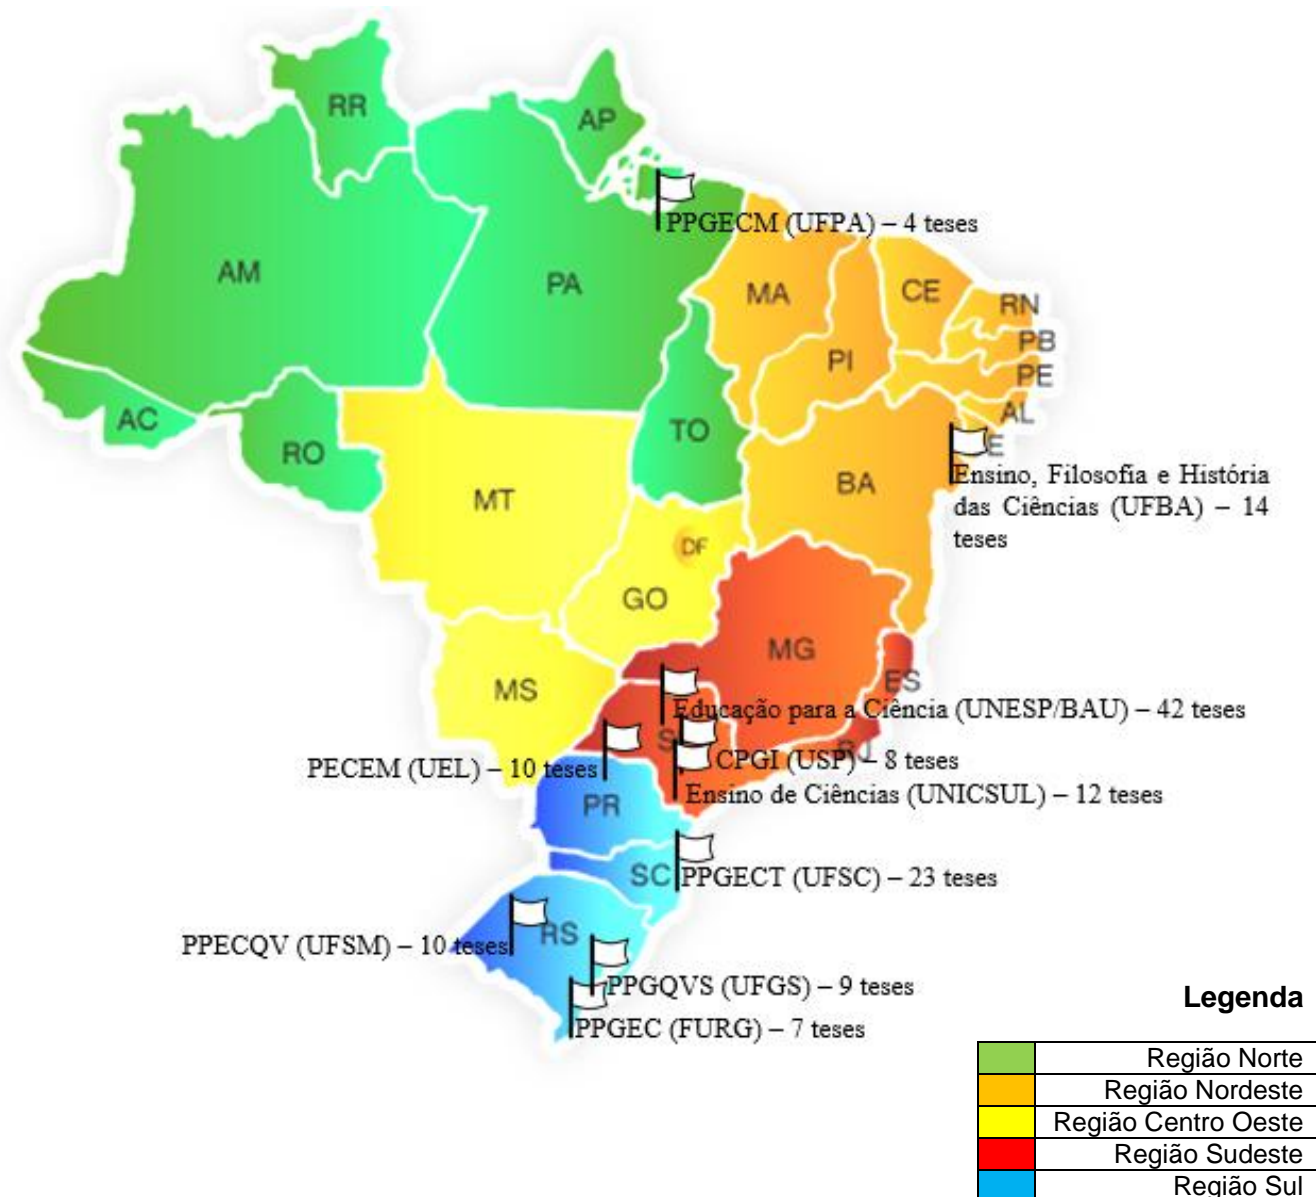 RR
AP
PPGECM (UFPA) – 4 teses
AM
PA
MA
CE
RN
PB
PI
PE
AL
AC
TO
RO
E
BA
MT
Ensino, Filosofia e História
das Ciências (UFBA) – 14
teses
DF
GO
MG
ES
MS
Educação para a Ciência (UNESP/BAU) – 42 teses
S
RJ
CPGI (USP) – 8 teses
PECEM (UEL) – 10 teses
Ensino de Ciências (UNICSUL) – 12 teses
PR
SC
PPGECT (UFSC) – 23 teses
RS
PPECQV (UFSM) – 10 teses
PPGQVS (UFGS) – 9 teses
PPGEC (FURG) – 7 teses
Legenda
Região Norte
Região Nordeste
Região Centro Oeste
Região Sudeste
Região Sul